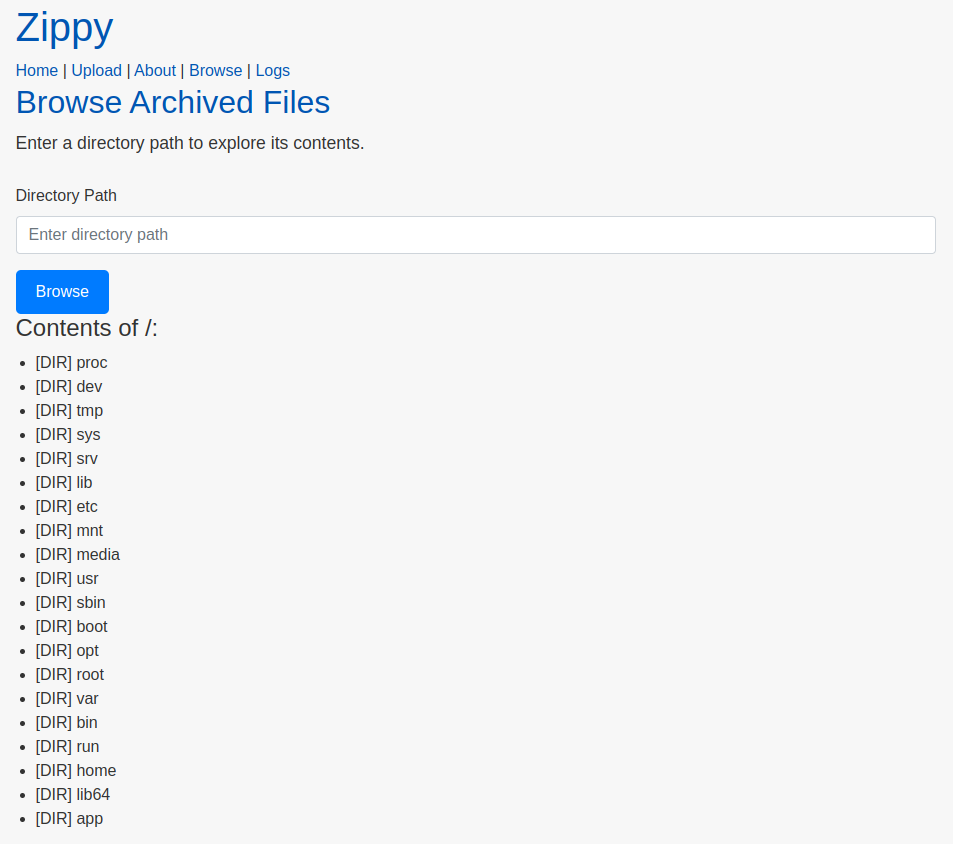 Zippy
Home | Upload | About | Browse | Logs
Browse Archived Files
Enter a directory path to explore its contents.
Directory Path
Enter directory path
Browse
Contents of /:
[DIR] proc
[DIR] dev
[DIR] tmp
[DIR] sys
[DIR] srv
[DIR] lib
[DIR] etc
[DIR] mnt
[DIR] media
[DIR] usr
[DIR] sbin
[DIR] boot
[DIR] opt
[DIR] root
[DIR] var
[DIR] bin
[DIR] run
[DIR] home
[DIR] lib64
[DIR] app